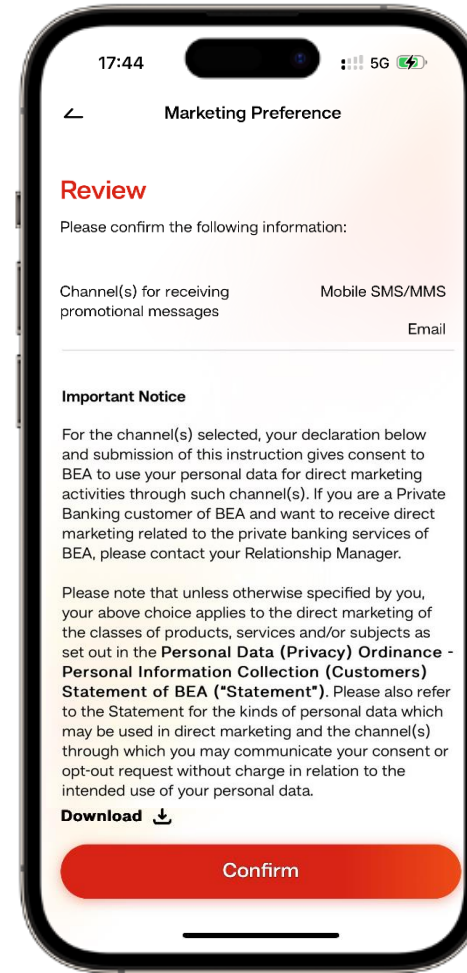 17:44
5G
Marketing Preference
Review
Please confirm the following information:
Channel(s) for receiving Mobile SMS/MMS
promotional messages
Email
Important Notice
For the channel(s) selected, your declaration below
and submission of this instruction gives consent to
BEA to use your personal data for direct marketing
activities through such channel(s). If you are a Private
Banking customer of BEA and want to receive direct
marketing related to the private banking services of
BEA, please contact your Relationship Manager.
Please note that unless otherwise specified by you,
your above choice applies to the direct marketing of
the classes of products, services and/or subjects as
set out in the Personal Data (Privacy) Ordinance -
Personal Information Collection (Customers)
Statement of BEA ("Statement"). Please also refer
to the Statement for the kinds of personal data which
may be used in direct marketing and the channel(s)
through which you may communicate your consent or
opt-out request without charge in relation to the
intended use of your personal data.
Download
Confirm